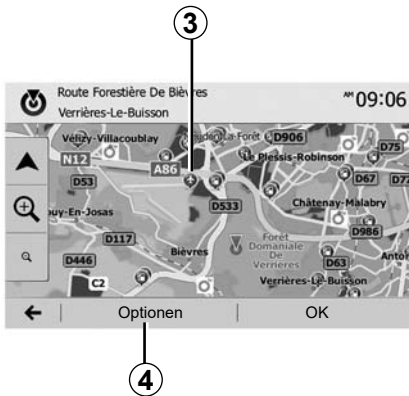 3
Route Forestière De Bièvres
Verrières-Le-Buisson
AM 09:06
Vélizy-Villacoublay
D906
Le Plessis-Robinson
D75
N12
A86
D53
D67
D77
Châtenay-Malabry
D533
D986
D117
Bièvres
Forêt
Domaniale
De
Verrières
D446
D63
Verrières-Le-Buisson
C2
Optionen
OK
4